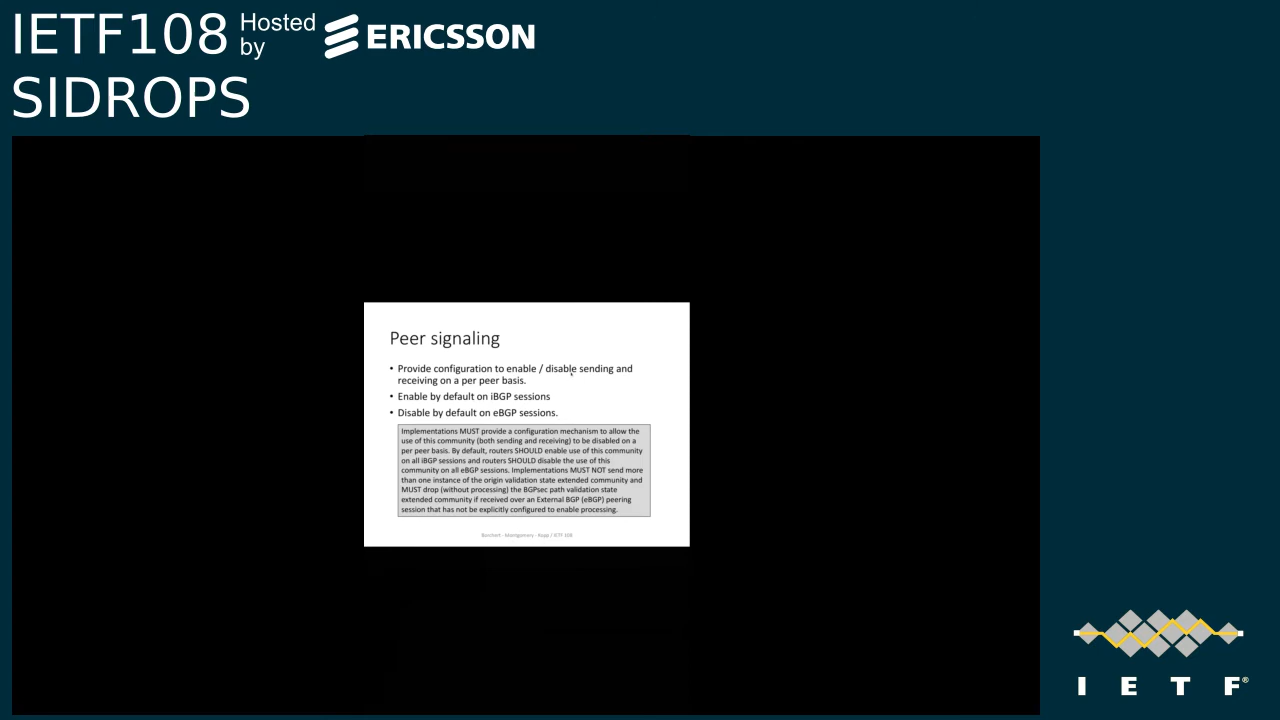 IETF108 Hosted by ERICSSON
SIDROPS
Peer signaling
• Provide configuration to enable / disable sending and
receiving on a per peer basis.
• Enable by default on iBGP sessions
• Disable by default on eBGP sessions.
Implementations MUST provide a configuration mechanism to allow the
use of this community (both sending and receiving) to be disabled on a
per peer basis. By default, routers SHOULD enable use of this community
on all iBGP sessions and routers SHOULD disable the use of this
community on all eBGP sessions. Implementations MUST NOT send more
than one instance of the origin validation state extended community and
MUST drop (without processing) the BGPsec path validation state
extended community if received over an External BGP (eBGP) peering
session that has not be explicitly configured to enable processing.
Borchert - Montgomery - Kopp / IETF 108
I E T F®